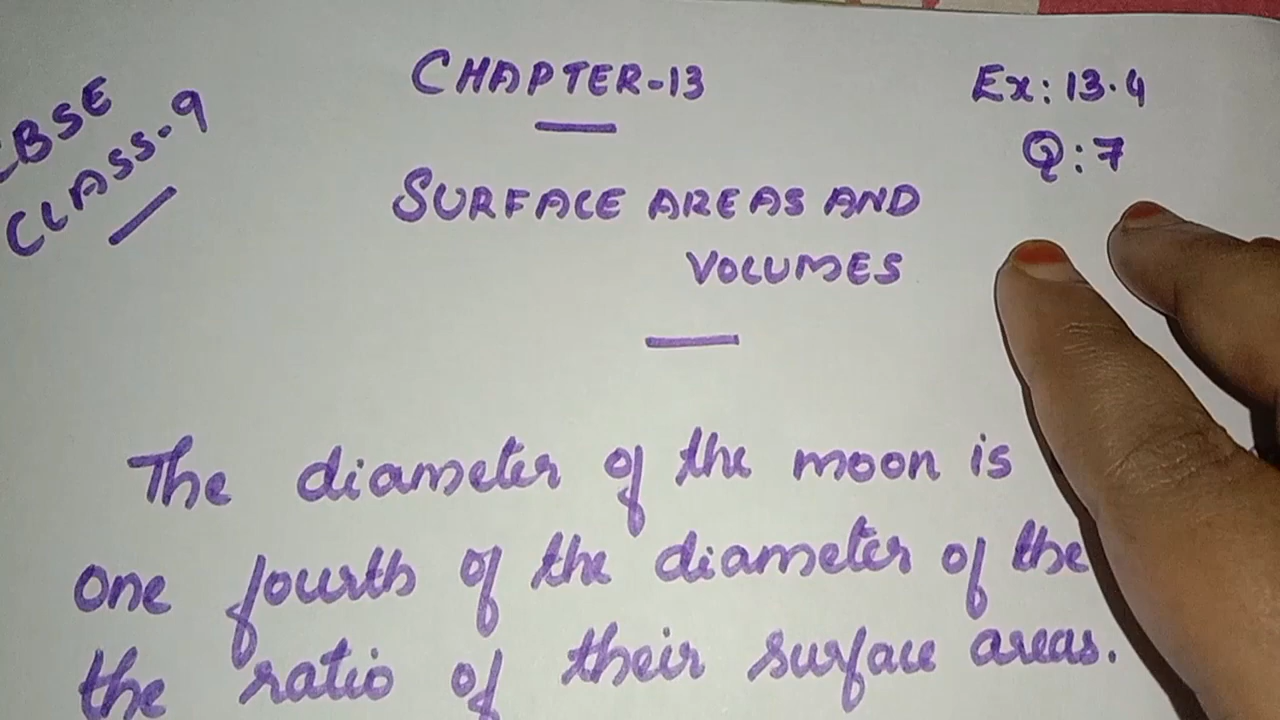 CBSE
CLASS-9
CHAPTER-13
Ex: 13.4
Q: 7
SURFACE AREAS AND
VOLUMES
The diameter of the moon is
one fourth of the diameter of the
the ratio of their surface areas.